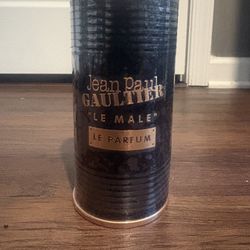 Jean Paul
GAULTIER
"LE MALE"
LE PARFUM